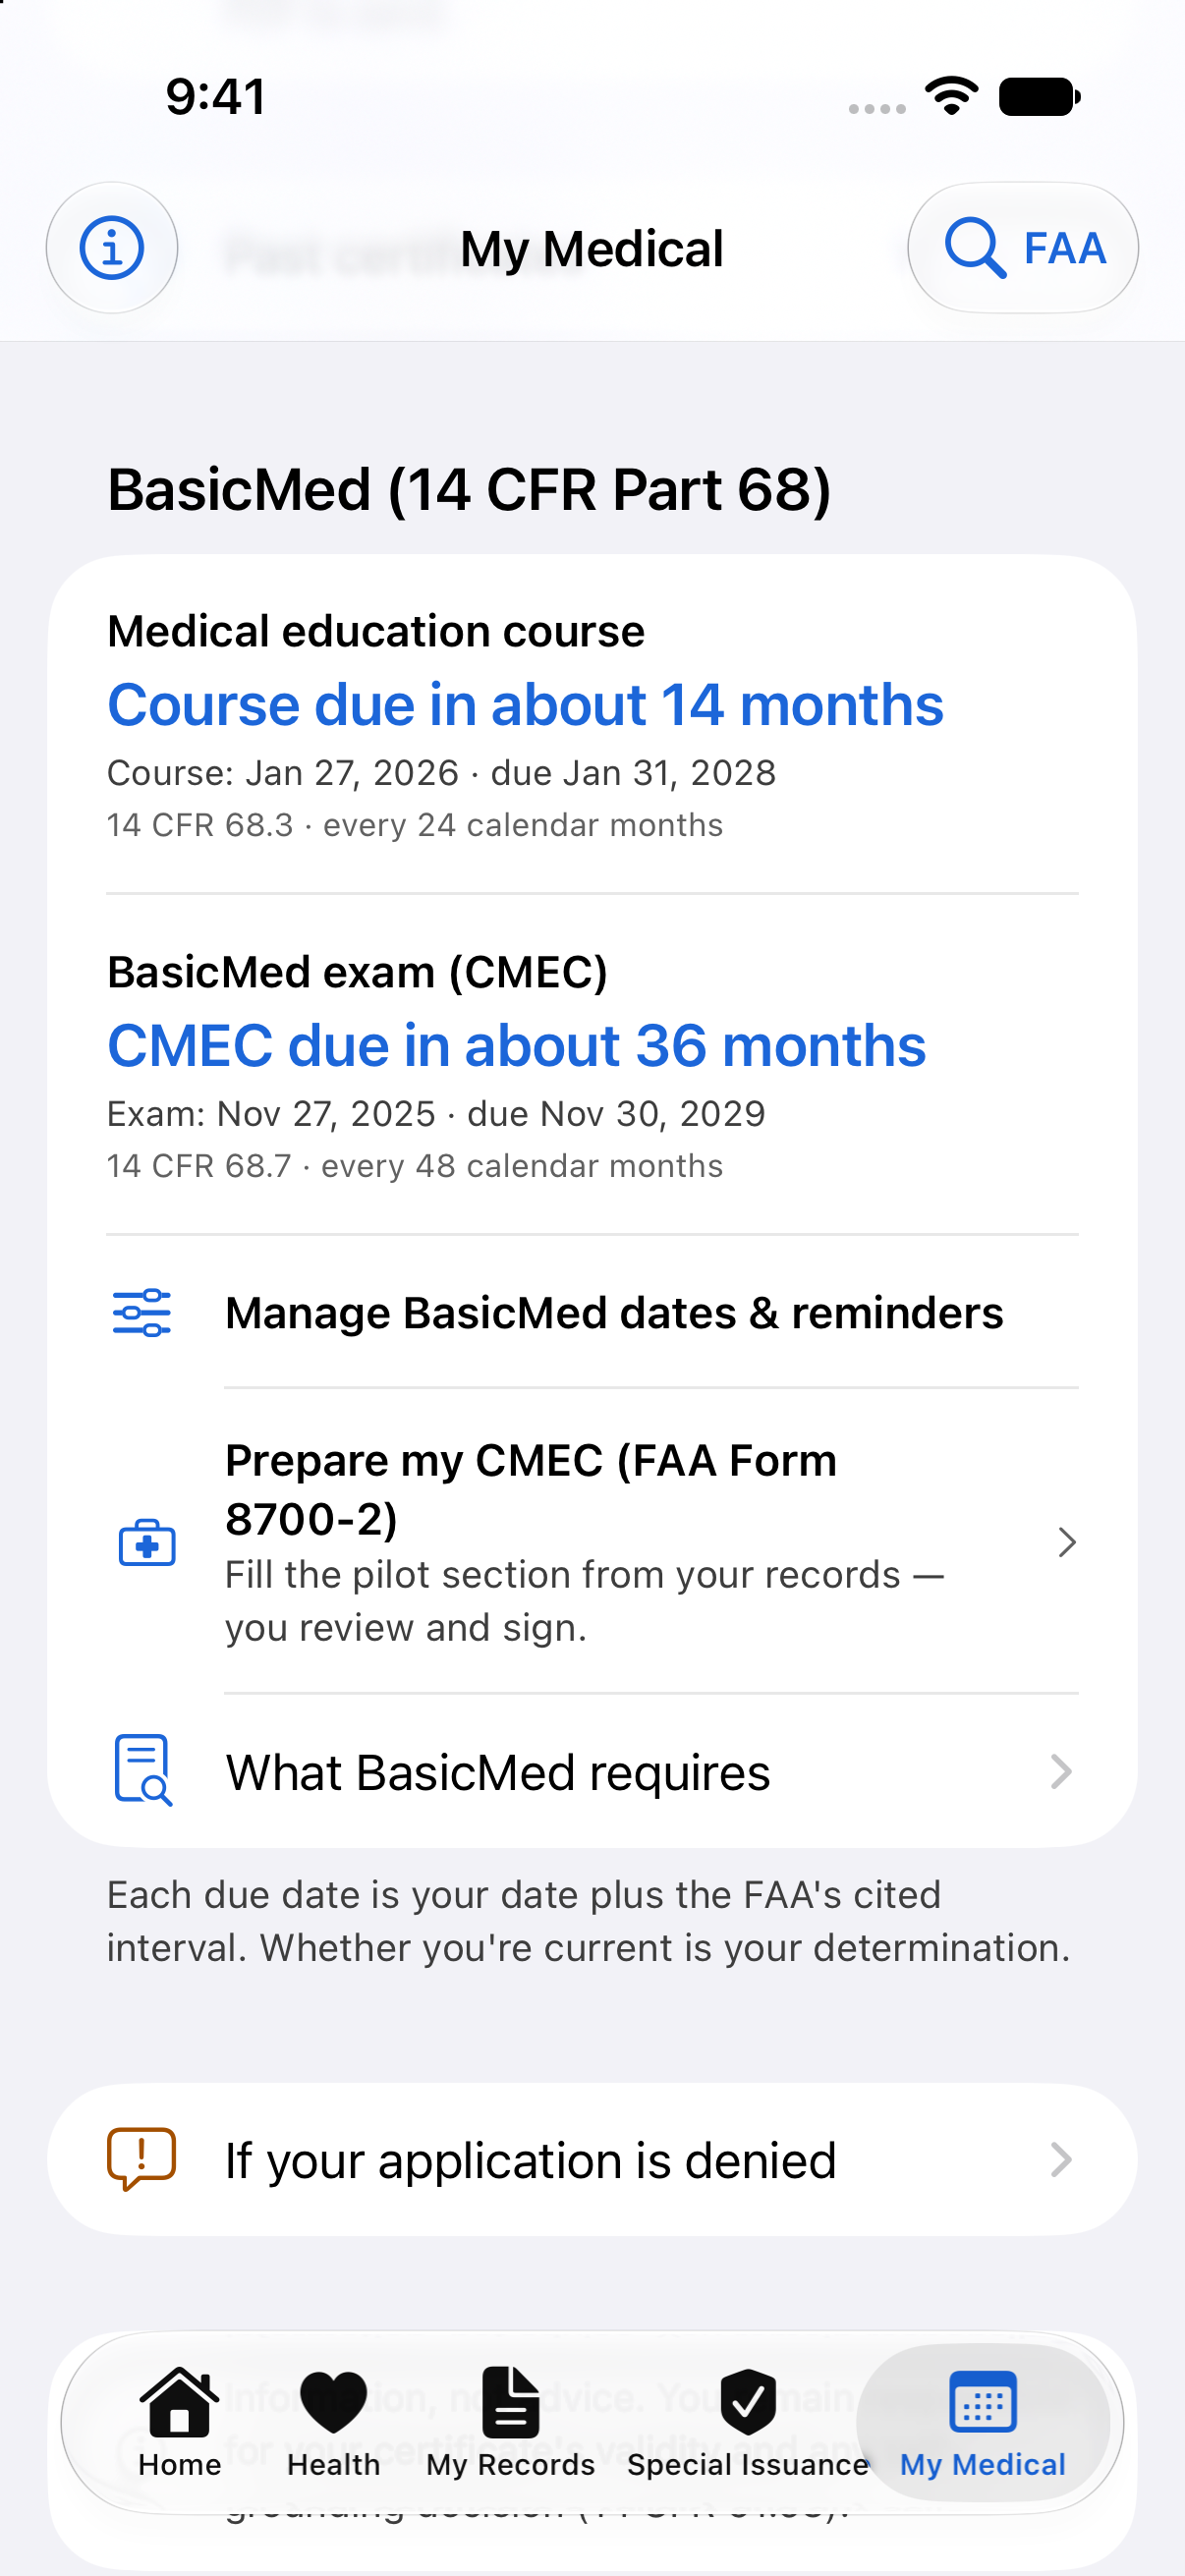 9:41
My Medical
FAA
BasicMed (14 CFR Part 68)
Medical education course
Course due in about 14 months
Course: Jan 27, 2026 · due Jan 31, 2028
14 CFR 68.3 · every 24 calendar months
BasicMed exam (CMEC)
CMEC due in about 36 months
Exam: Nov 27, 2025 · due Nov 30, 2029
14 CFR 68.7 · every 48 calendar months
Manage BasicMed dates & reminders
Prepare my CMEC (FAA Form
8700-2)
Fill the pilot section from your records —
you review and sign.
What BasicMed requires
Each due date is your date plus the FAA's cited
interval. Whether you're current is your determination.
If your application is denied
Home
Health
My Records
Special Issuance
My Medical